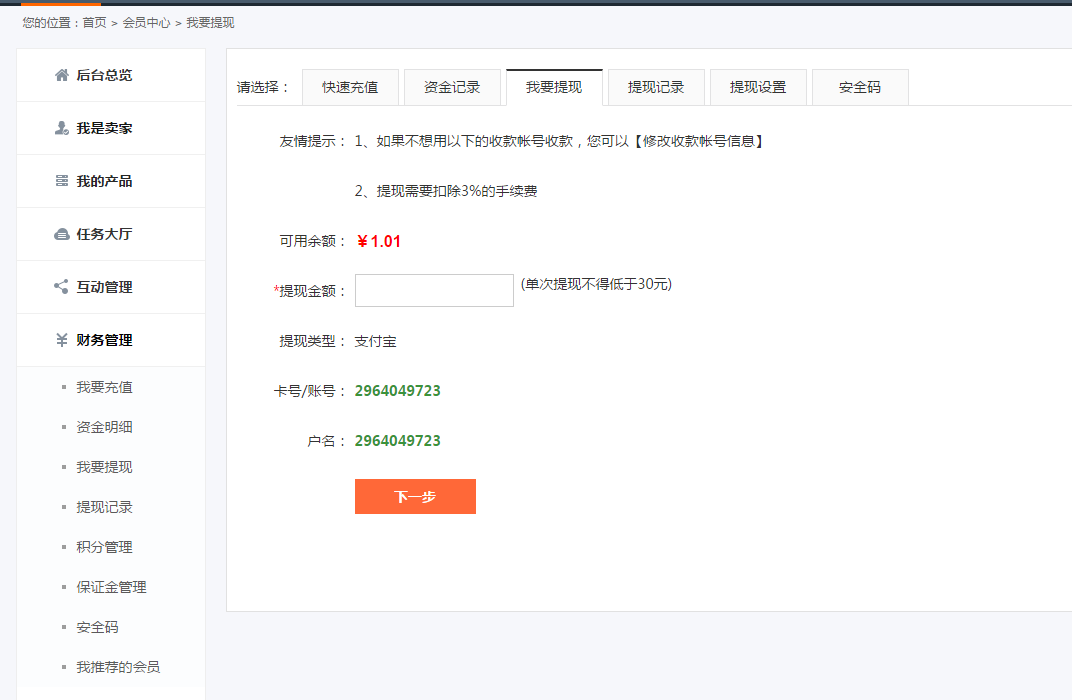 您的位置：首页 > 会员中心 > 我要提现
后台总览
我是卖家
我的产品
任务大厅
互动管理
财务管理
我要充值
资金明细
我要提现
提现记录
积分管理
保证金管理
安全码
我推荐的会员
请选择： 快速充值 资金记录 我要提现 提现记录 提现设置 安全码
友情提示： 1、如果不想用以下的收款帐号收款，您可以【修改收款帐号信息】
2、提现需要扣除3%的手续费
可用余额： ￥1.01
*提现金额： (单次提现不得低于30元)
提现类型： 支付宝
卡号/账号： 2964049723
户名： 2964049723
下一步